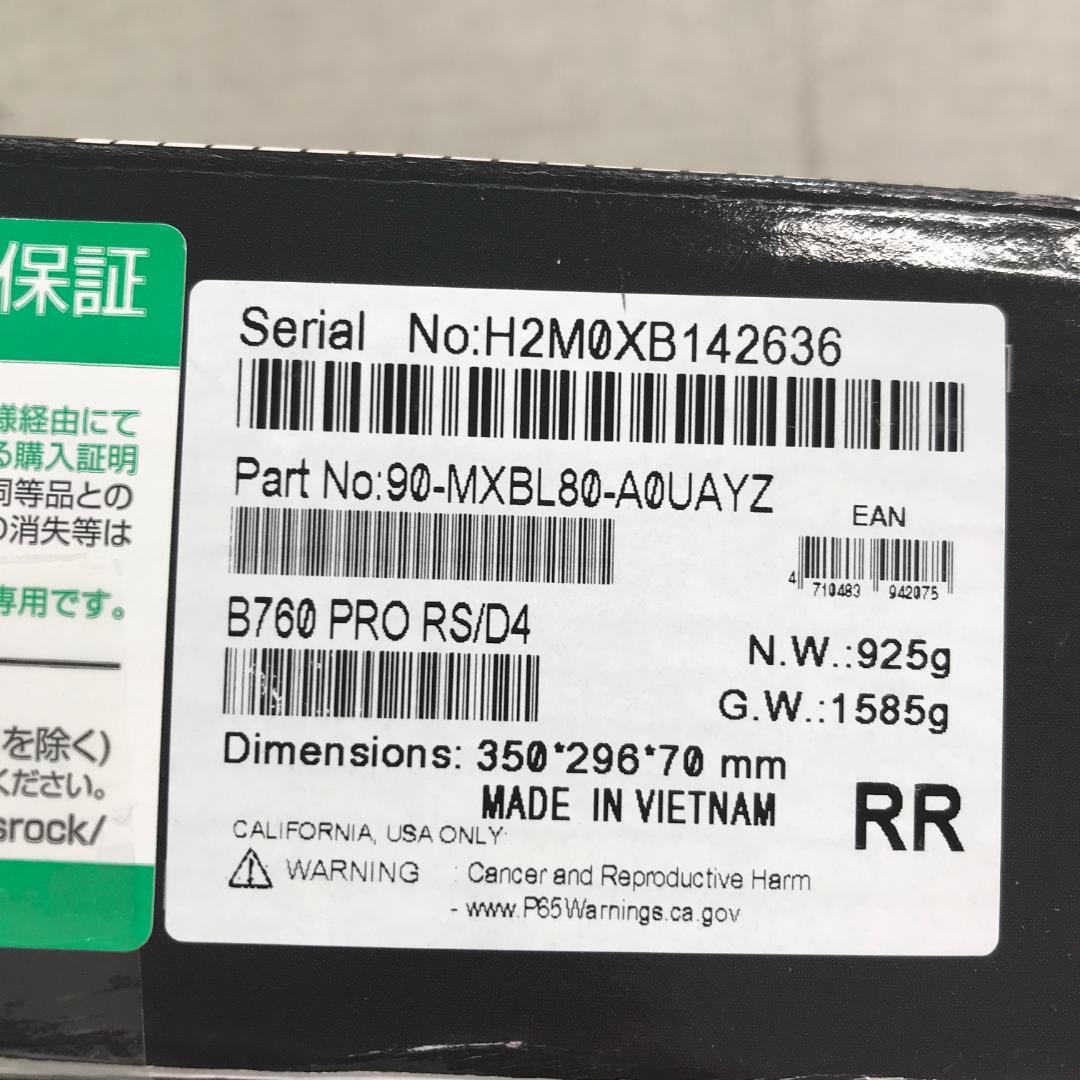 保証
様経由にて
る購入証明
同等品との
の消失等は
専用です。
を除く)
ください。
srock/
Serial No:H2M0XB142636
Part No:90-MXBL80-A0UAYZ
EAN
4 710483 942075
B760 PRO RS/D4
N.W.:925g
G.W.:1585g
Dimensions: 350*296*70 mm
MADE IN VIETNAM
RR
CALIFORNIA, USA ONLY:
WARNING : Cancer and Reproductive Harm
- www.P65Warnings.ca.gov